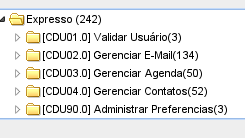 Expresso (242)
[CDU01.0] Validar Usuário(3)
[CDU02.0] Gerenciar E-Mail(134)
[CDU03.0] Gerenciar Agenda(50)
[CDU04.0] Gerenciar Contatos(52)
[CDU90.0] Administrar Preferencias(3)